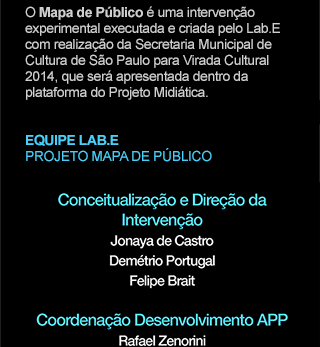 O Mapa de Público é uma intervenção
experimental executada e criada pelo Lab.E
com realização da Secretaria Municipal de
Cultura de São Paulo para Virada Cultural
2014, que será apresentada dentro da
plataforma do Projeto Midiática.
EQUIPE LAB.E
PROJETO MAPA DE PÚBLICO
Conceitualização e Direção da
Intervenção
Jonaya de Castro
Demétrio Portugal
Felipe Brait
Coordenação Desenvolvimento APP
Rafael Zenorini